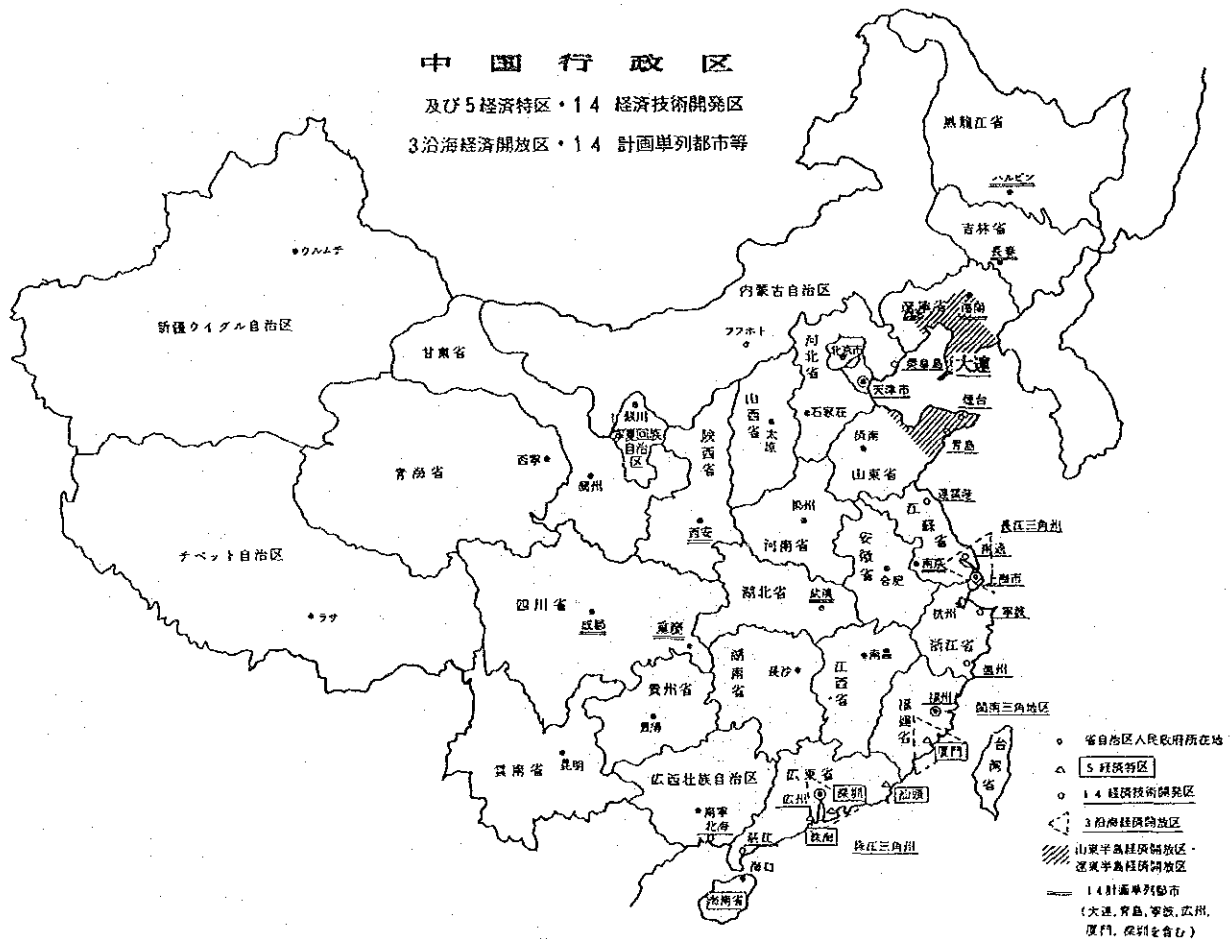 中国行政区
及び5経済特区・14 経済技術開発区
3沿海経済開放区・14 計画単列都市等
黒龍江省
ハルビン
吉林省
長春
内蒙古自治区
フフホト
ウルムチ
新疆ウイグル自治区
甘粛省
河北省
北京市
秦皇島
大連
天津市
煙台
青島
石家荘
済南
山東省
山西省
太原
銀川
寧夏回族自治区
陝西省
西安
青海省
西寧
蘭州
チベット自治区
ラサ
鄭州
河南省
安徽省
合肥
江蘇省
連雲港
長江三角州
南通
南京
上海市
杭州
寧波
浙江省
温州
四川省
成都
重慶
湖北省
武漢
湖南省
長沙
江西省
南昌
貴州省
貴陽
福建省
福州
閩南三角地区
厦門
台湾省
雲南省
昆明
広西壮族自治区
南寧
北海
広東省
広州
深圳
汕頭
珠海
珠江三角州
湛江
海口
海南省
省自治区人民政府所在地
5経済特区
14経済技術開発区
3沿海経済開放区
山東半島経済開放区・
遼東半島経済開放区
14計画単列都市
(大連,青島,寧波,広州,
厦門,深圳を含む)